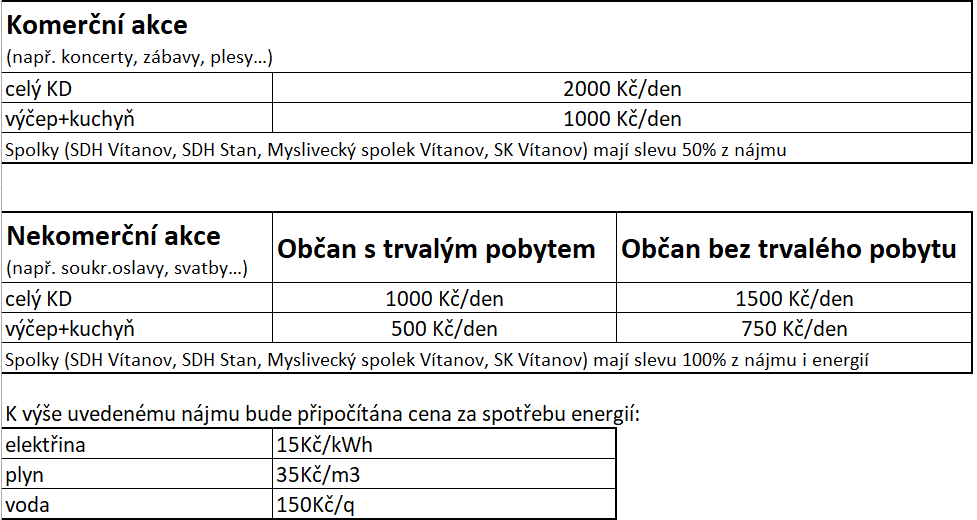 Komerční akce
(např. koncerty, zábavy, plesy...)
celý KD 2000 Kč/den
výčep+kuchyň 1000 Kč/den
Spolky (SDH Vítanov, SDH Stan, Myslivecký spolek Vítanov, SK Vítanov) mají slevu 50% z nájmu
Nekomerční akce
(např. soukr.oslavy, svatby...)
Občan s trvalým pobytem Občan bez trvalého pobytu
celý KD 1000 Kč/den 1500 Kč/den
výčep+kuchyň 500 Kč/den 750 Kč/den
Spolky (SDH Vítanov, SDH Stan, Myslivecký spolek Vítanov, SK Vítanov) mají slevu 100% z nájmu i energií
K výše uvedenému nájmu bude připočítána cena za spotřebu energií:
elektřina 15Kč/kWh
plyn 35Kč/m3
voda 150Kč/q